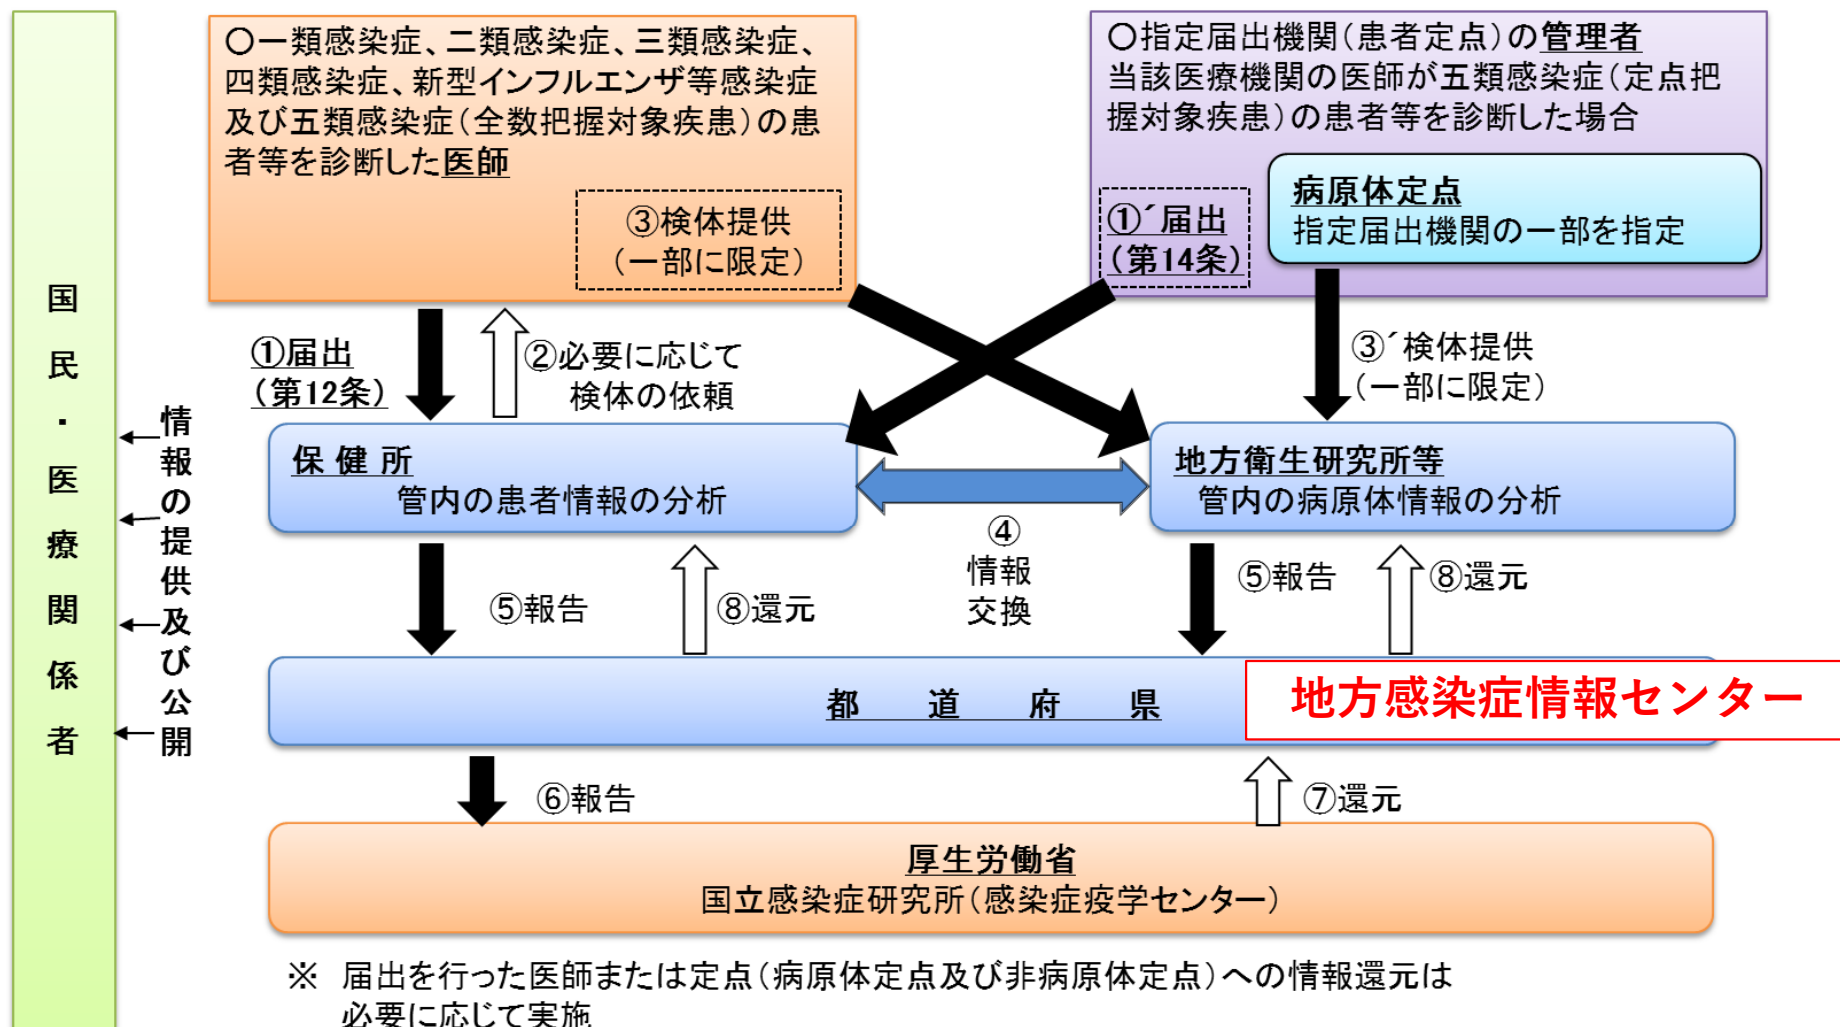 〇一類感染症、二類感染症、三類感染症、
四類感染症、新型インフルエンザ等感染症
及び五類感染症(全数把握対象疾患)の患
者等を診断した医師
③検体提供
(一部に限定)
〇指定届出機関(患者定点)の管理者
当該医療機関の医師が五類感染症(定点把
握対象疾患)の患者等を診断した場合
病原体定点
指定届出機関の一部を指定
①´届出
(第14条)
①届出
(第12条)
②必要に応じて
検体の依頼
③´検体提供
(一部に限定)
保健所
管内の患者情報の分析
地方衛生研究所等
管内の病原体情報の分析
④
情報
交換
⑤報告
⑧還元
⑤報告
⑧還元
都道府県
地方感染症情報センター
⑥報告
⑦還元
厚生労働省
国立感染症研究所(感染症疫学センター)
※ 届出を行った医師または定点(病原体定点及び非病原体定点)への情報還元は
必要に応じて実施
情報の提供及び公開
国民・医療関係者